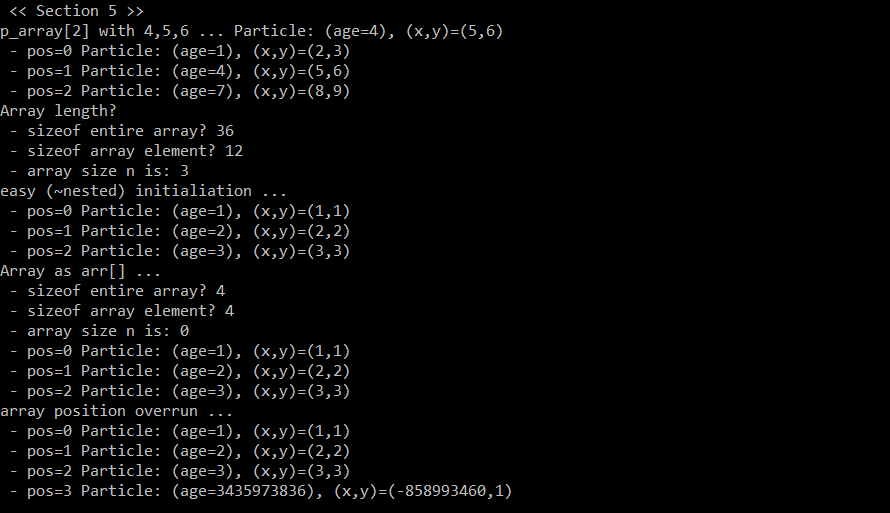 << Section 5 >>
p_array[2] with 4,5,6 ... Particle: (age=4), (x,y)=(5,6)
- pos=0 Particle: (age=1), (x,y)=(2,3)
- pos=1 Particle: (age=4), (x,y)=(5,6)
- pos=2 Particle: (age=7), (x,y)=(8,9)
Array length?
- sizeof entire array? 36
- sizeof array element? 12
- array size n is: 3
easy (~nested) initialiation ...
- pos=0 Particle: (age=1), (x,y)=(1,1)
- pos=1 Particle: (age=2), (x,y)=(2,2)
- pos=2 Particle: (age=3), (x,y)=(3,3)
Array as arr[] ...
- sizeof entire array? 4
- sizeof array element? 4
- array size n is: 0
- pos=0 Particle: (age=1), (x,y)=(1,1)
- pos=1 Particle: (age=2), (x,y)=(2,2)
- pos=2 Particle: (age=3), (x,y)=(3,3)
array position overrun ...
- pos=0 Particle: (age=1), (x,y)=(1,1)
- pos=1 Particle: (age=2), (x,y)=(2,2)
- pos=2 Particle: (age=3), (x,y)=(3,3)
- pos=3 Particle: (age=3435973836), (x,y)=(-858993460,1)